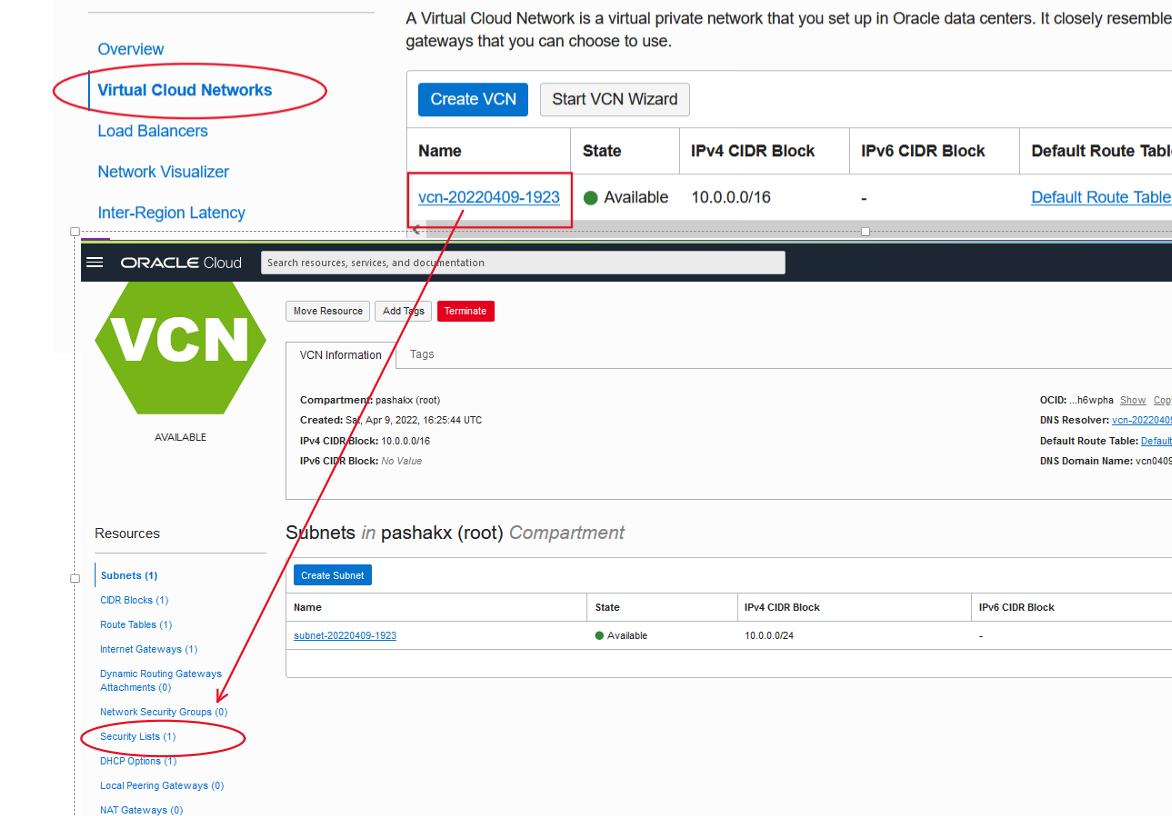 A Virtual Cloud Network is a virtual private network that you set up in Oracle data centers. It closely resemble
gateways that you can choose to use.
Overview
Virtual Cloud Networks
Load Balancers
Network Visualizer
Inter-Region Latency
Create VCN
Start VCN Wizard
Name State IPv4 CIDR Block IPv6 CIDR Block Default Route Tabl
vcn-20220409-1923 Available 10.0.0.0/16 - Default Route Table
ORACLE Cloud
Search resources, services, and documentation
VCN
AVAILABLE
Move Resource Add Tags Terminate
VCN Information Tags
Compartment: pashakx (root)
Created: Sat, Apr 9, 2022, 16:25:44 UTC
IPv4 CIDR Block: 10.0.0.0/16
IPv6 CIDR Block: No Value
OCID: ...h6wpha Show Cop
DNS Resolver: vcn-2022040
Default Route Table: Default
DNS Domain Name: vcn0409
Resources
Subnets (1)
CIDR Blocks (1)
Route Tables (1)
Internet Gateways (1)
Dynamic Routing Gateways
Attachments (0)
Network Security Groups (0)
Security Lists (1)
DHCP Options (1)
Local Peering Gateways (0)
NAT Gateways (0)
Subnets in pashakx (root) Compartment
Create Subnet
Name State IPv4 CIDR Block IPv6 CIDR Block
subnet-20220409-1923 Available 10.0.0.0/24 -